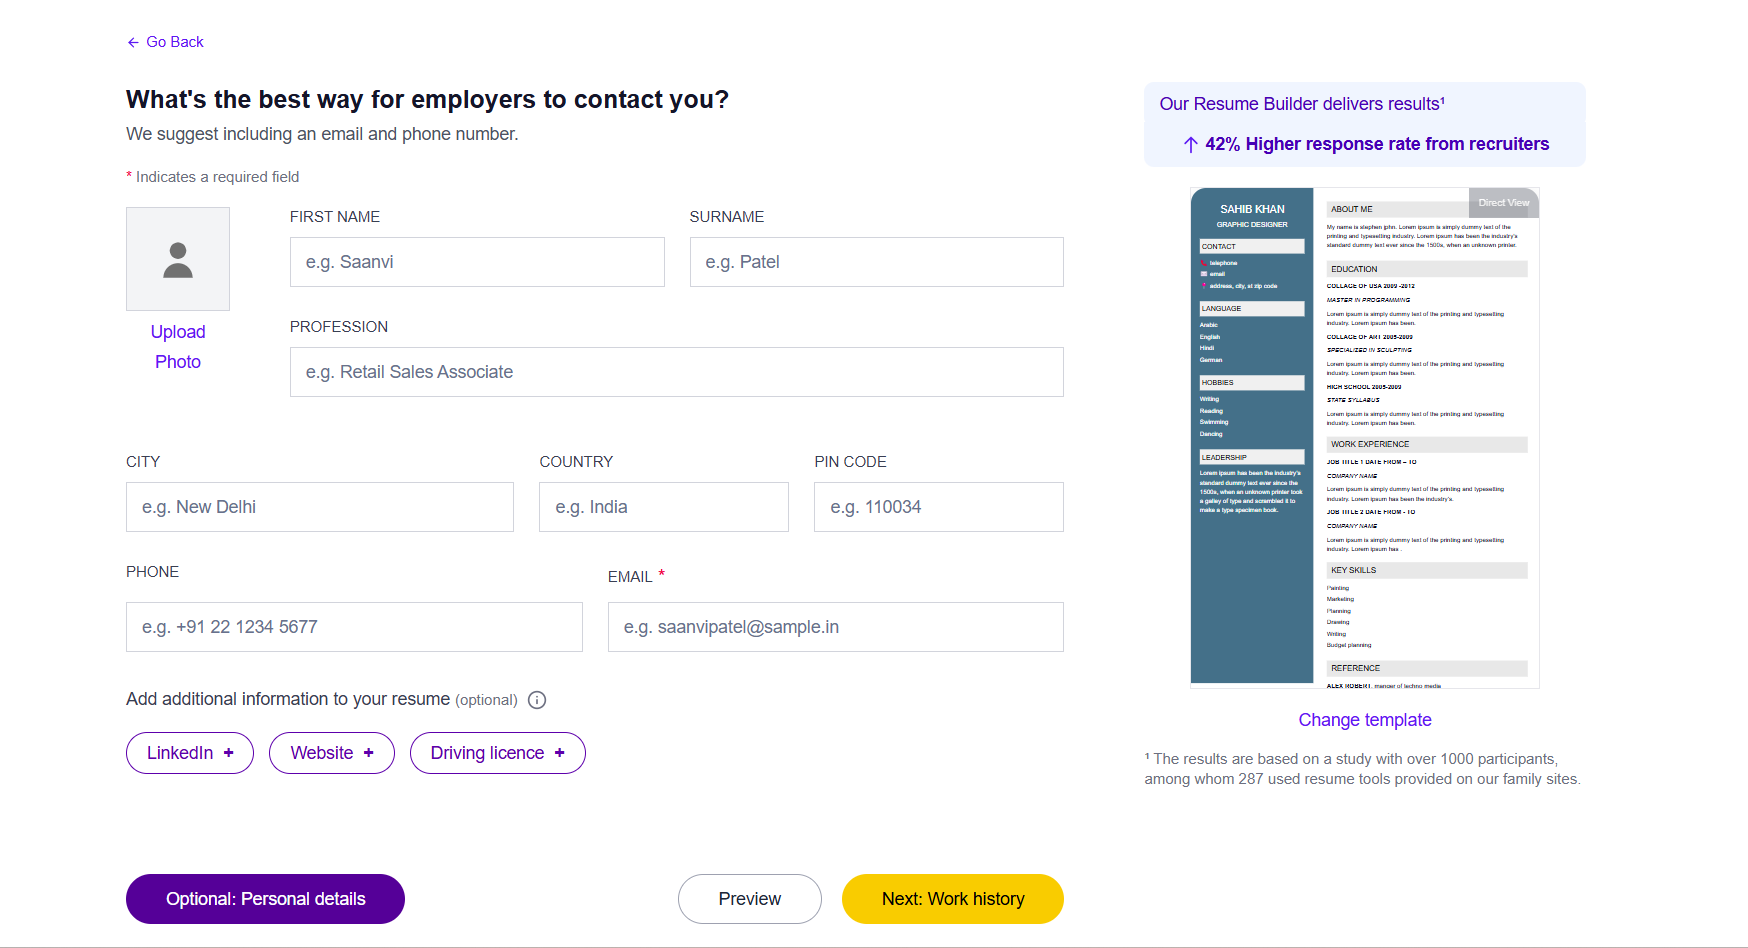 Go Back
What's the best way for employers to contact you?
We suggest including an email and phone number.
* Indicates a required field
Upload
Photo
FIRST NAME
e.g. Saanvi
SURNAME
e.g. Patel
PROFESSION
e.g. Retail Sales Associate
CITY
e.g. New Delhi
COUNTRY
e.g. India
PIN CODE
e.g. 110034
PHONE
e.g. +91 22 1234 5677
EMAIL *
e.g. saanvipatel@sample.in
Add additional information to your resume (optional)
LinkedIn +
Website +
Driving licence +
Optional: Personal details
Preview
Next: Work history
Our Resume Builder delivers results¹
42% Higher response rate from recruiters
Direct View
SAHIB KHAN
GRAPHIC DESIGNER
CONTACT
telephone
email
address, city, st zip code
LANGUAGE
Arabic
English
Hindi
German
HOBBIES
Writing
Reading
Swimming
Dancing
LEADERSHIP
Lorem ipsum has been the industry's
standard dummy text ever since the
1500s, when an unknown printer took
a galley of type and scrambled it to
make a type specimen book.
ABOUT ME
My name is stephen john. Lorem ipsum is simply dummy text of the
printing and typesetting industry. Lorem ipsum has been the industry's
standard dummy text ever since the 1500s, when an unknown printer.
EDUCATION
COLLAGE OF USA 2009 -2012
MASTER IN PROGRAMMING
Lorem ipsum is simply dummy text of the printing and typesetting
industry. Lorem ipsum has been.
COLLAGE OF ART 2005-2009
SPECIALIZED IN SCULPTING
Lorem ipsum is simply dummy text of the printing and typesetting
industry. Lorem ipsum has been.
HIGH SCHOOL 2005-2009
STATE SYLLABUS
Lorem ipsum is simply dummy text of the printing and typesetting
industry. Lorem ipsum has been.
WORK EXPERIENCE
JOB TITLE 1 DATE FROM – TO
COMPANY NAME
Lorem ipsum is simply dummy text of the printing and typesetting
industry. Lorem ipsum has been the industry's.
JOB TITLE 2 DATE FROM - TO
COMPANY NAME
Lorem ipsum is simply dummy text of the printing and typesetting
industry. Lorem ipsum has .
KEY SKILLS
Painting
Marketing
Planning
Drawing
Writing
Budget planning
REFERENCE
ALEX ROBERT, manger of techno media
Change template
¹ The results are based on a study with over 1000 participants,
among whom 287 used resume tools provided on our family sites.